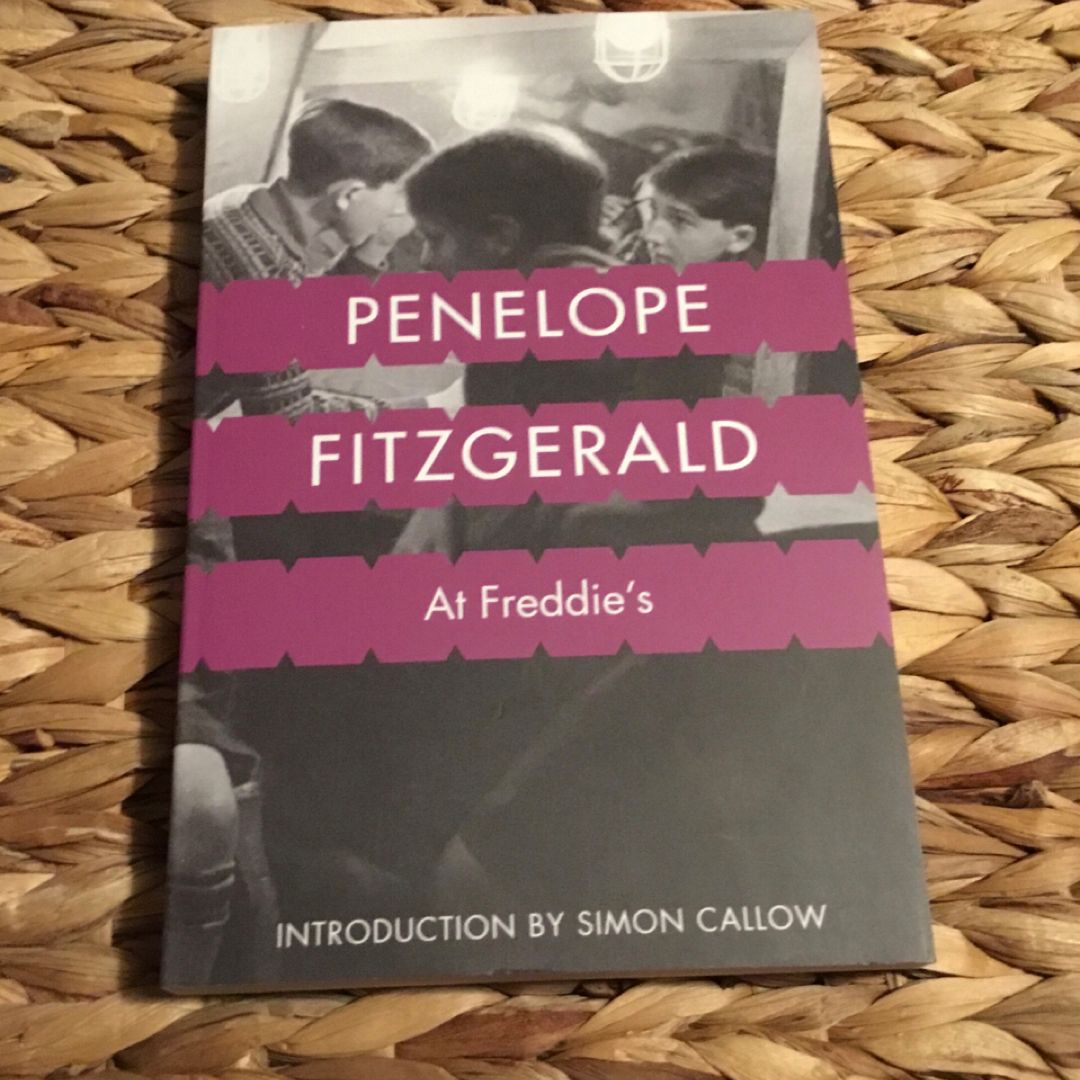 PENELOPE
FITZGERALD
At Freddie's
INTRODUCTION BY SIMON CALLOW